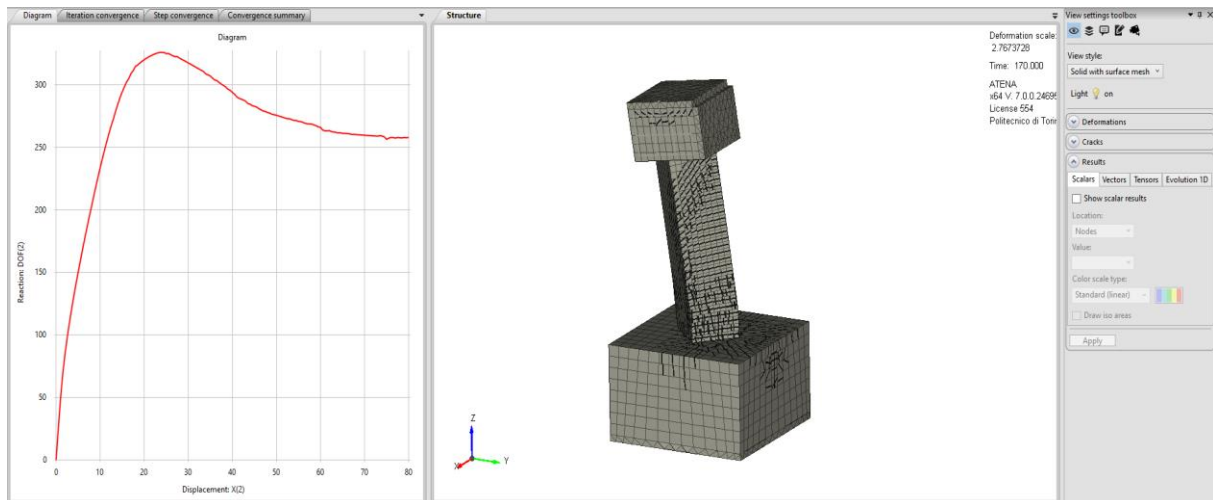 Diagram
Iteration convergence
Step convergence
Convergence summary
Diagram
300
250
200
150
100
50
0
Reaction: DOF(2)
0 10 20 30 40 50 60 70 80
Displacement: X(2)
Structure
Deformation scale:
2.7673728
Time: 170.000
ATENA
x64 V. 7.0.0.24695
License 554
Politecnico di Torin
Z
X
Y
View settings toolbox
View style:
Solid with surface mesh
Light on
Deformations
Cracks
Results
Scalars Vectors Tensors Evolution 1D
Show scalar results
Location:
Nodes
Value:
Color scale type:
Standard (linear)
Draw iso areas
Apply